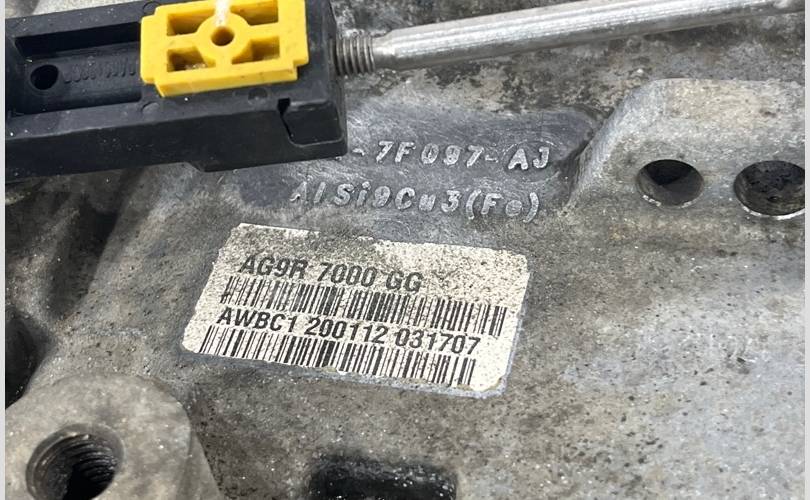 -7F097-AJ
AlSi9Cu3(Fe)
AG9R 7000 GG
AWBC1 200112 031707